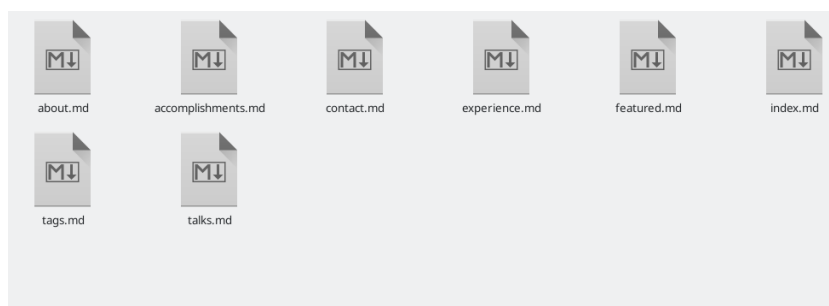 M↓ M↓ M↓ M↓ M↓ M↓
about.md accomplishments.md contact.md experience.md featured.md index.md
M↓ M↓
tags.md talks.md